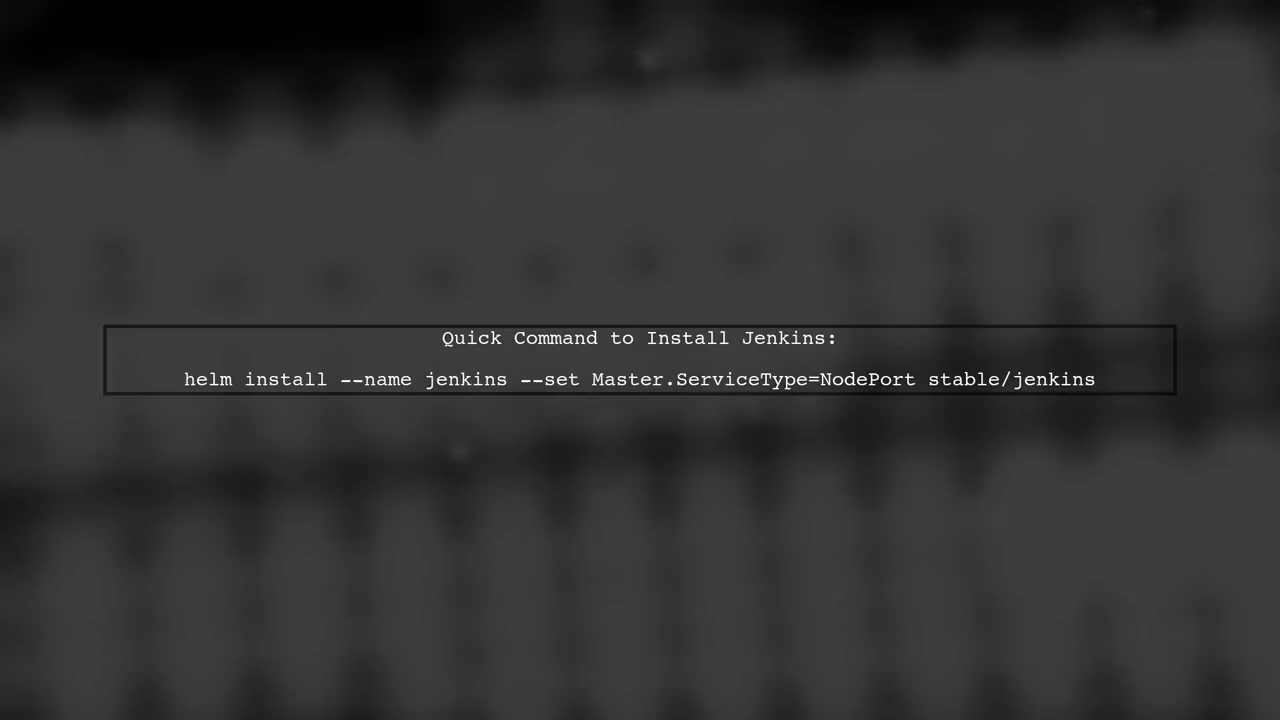 Quick Command to Install Jenkins:
helm install --name jenkins --set Master.ServiceType=NodePort stable/jenkins